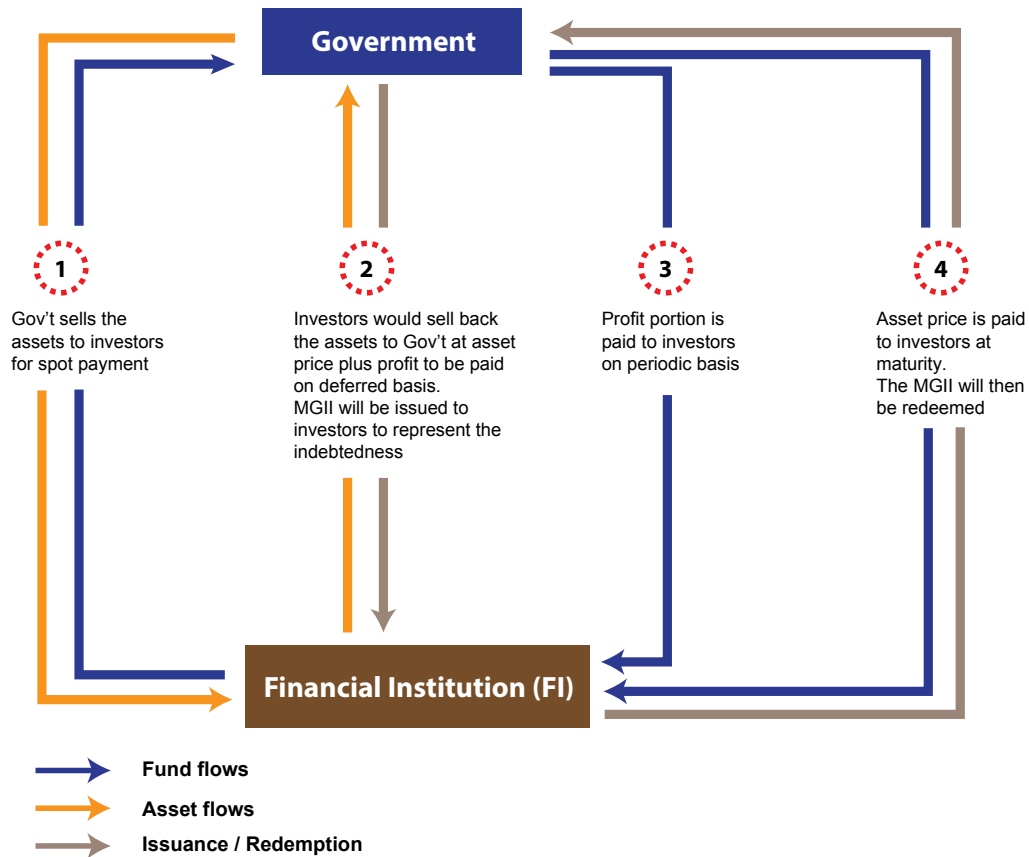 Government
1
Gov't sells the
assets to investors
for spot payment
2
Investors would sell back
the assets to Gov't at asset
price plus profit to be paid
on deferred basis.
MGII will be issued to
investors to represent the
indebtedness
3
Profit portion is
paid to investors
on periodic basis
4
Asset price is paid
to investors at
maturity.
The MGII will then
be redeemed
Financial Institution (FI)
Fund flows
Asset flows
Issuance / Redemption